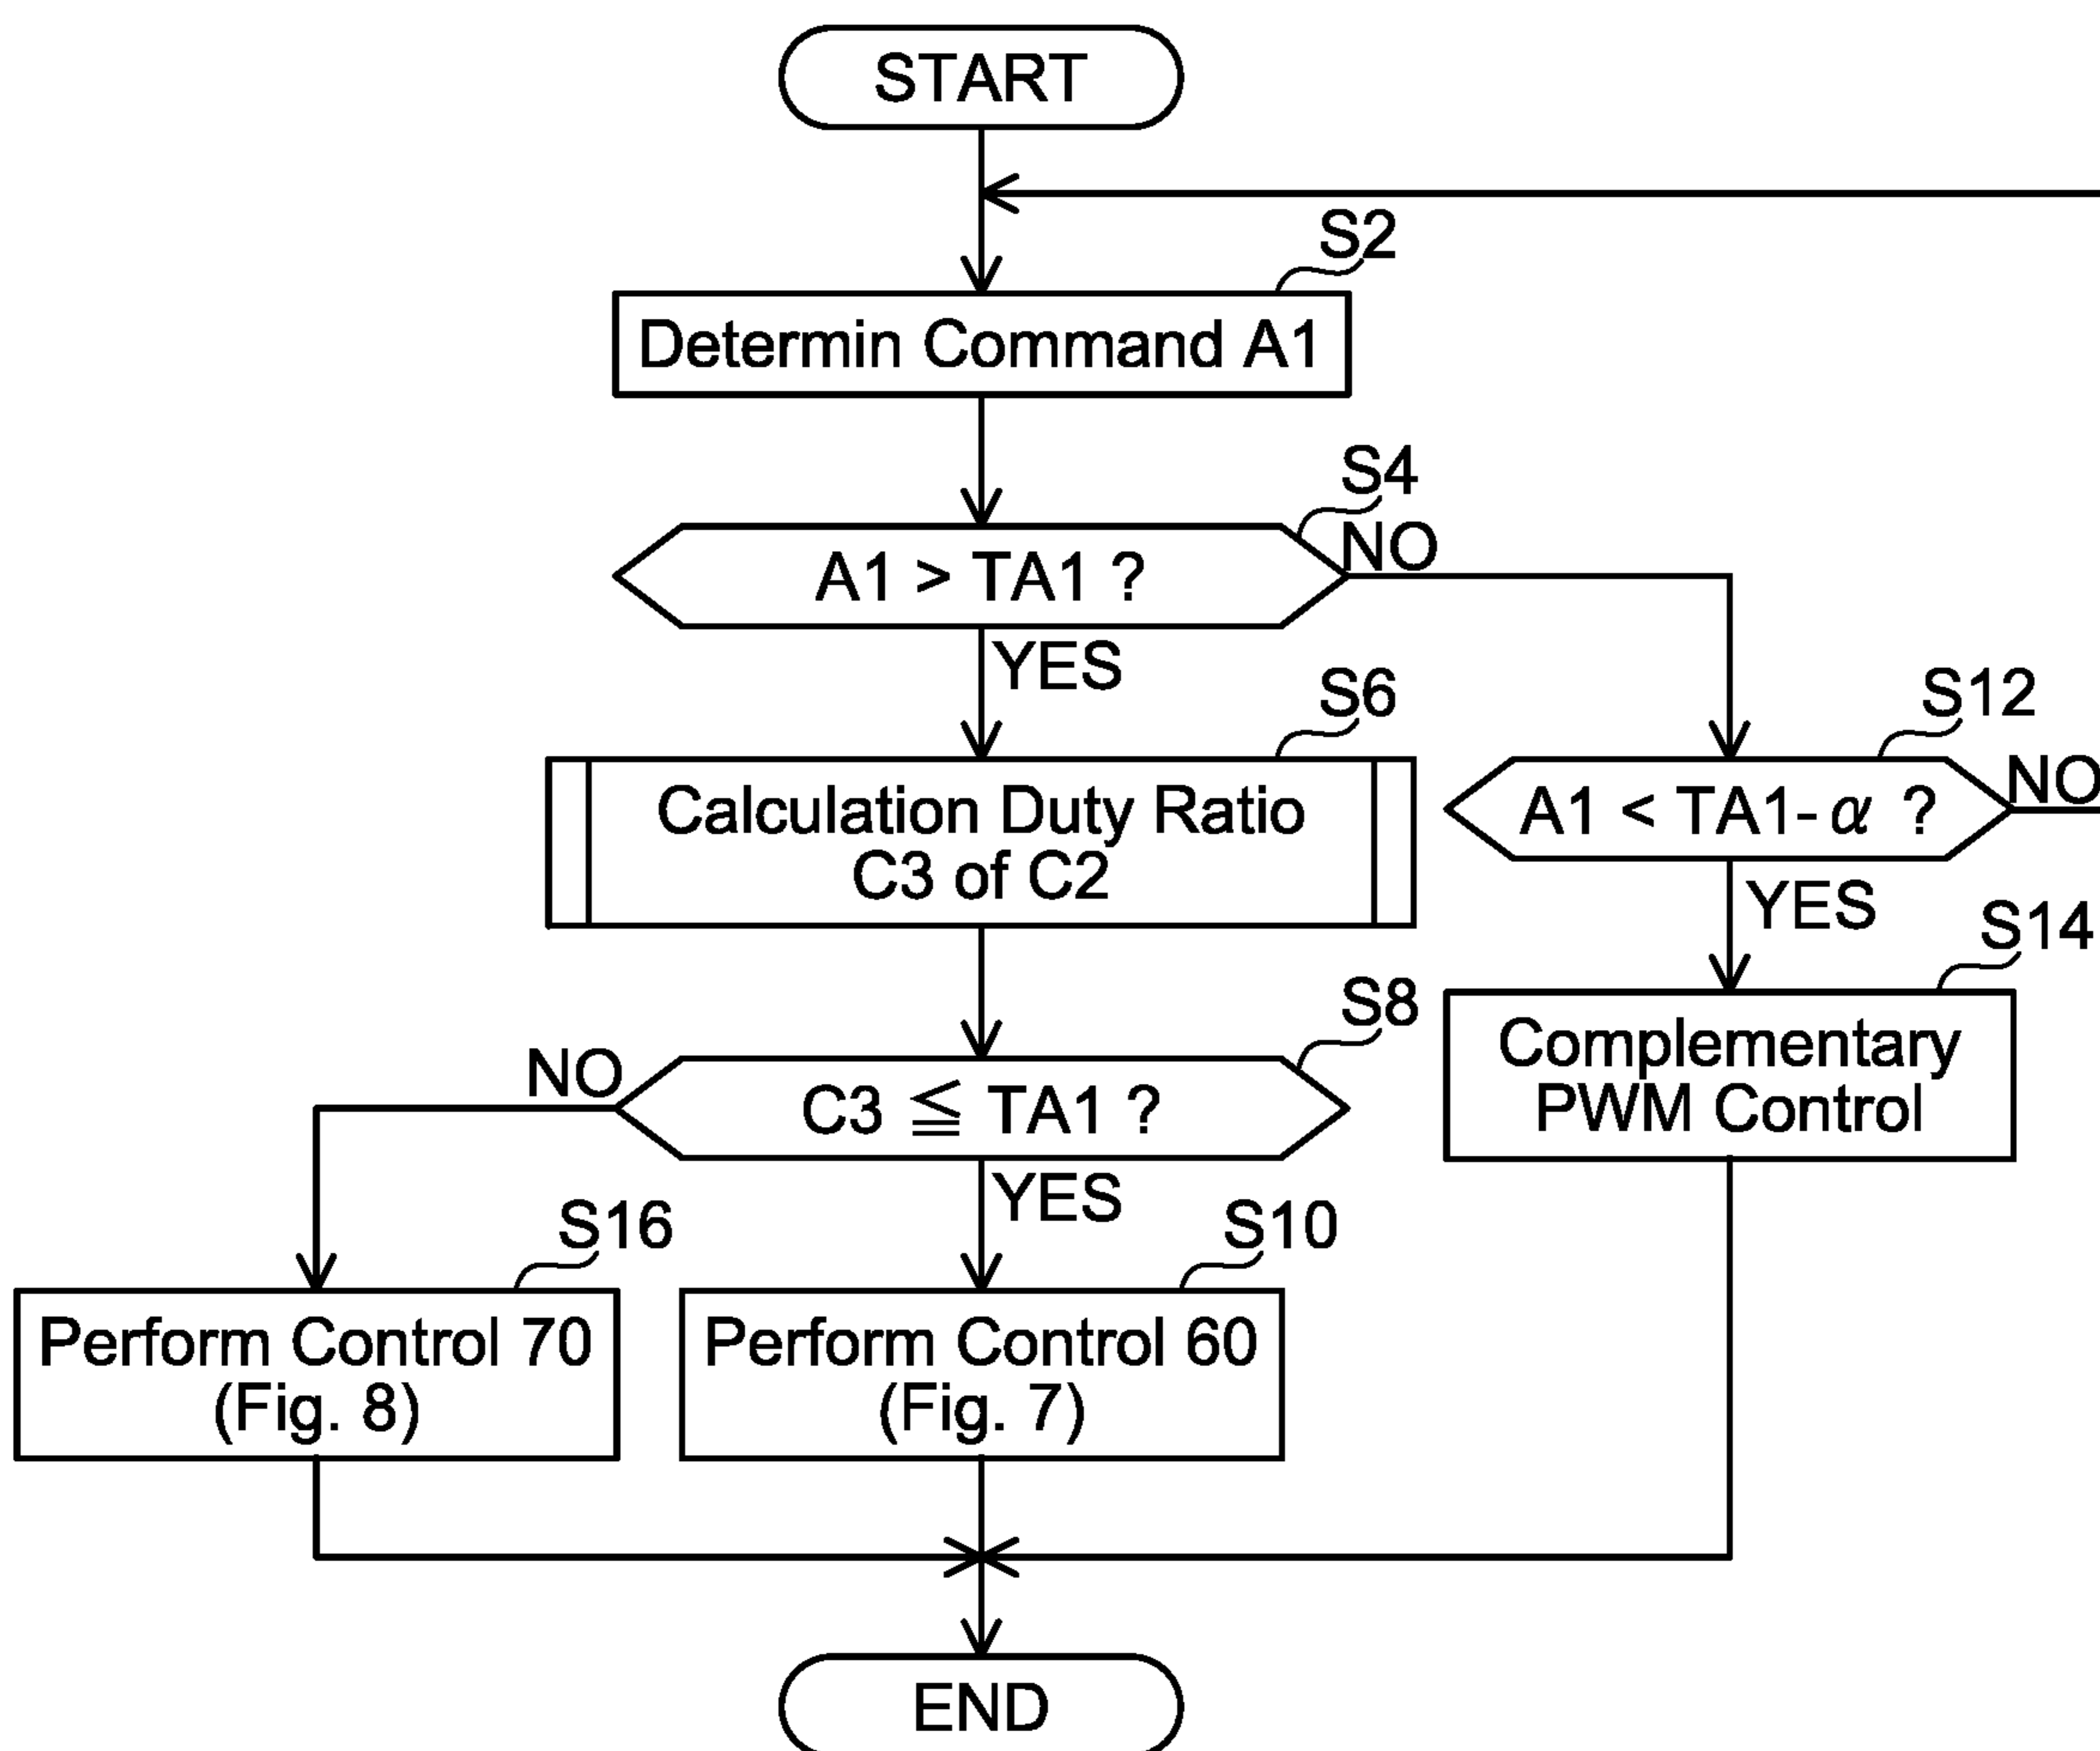 START
S2
Determin Command A1
S4
A1 > TA1 ?
NO
YES
S6
Calculation Duty Ratio
C3 of C2
S12
A1 < TA1-α ?
NO
YES
S14
Complementary
PWM Control
S8
C3 ≦ TA1 ?
NO
YES
S16
Perform Control 70
(Fig. 8)
S10
Perform Control 60
(Fig. 7)
END